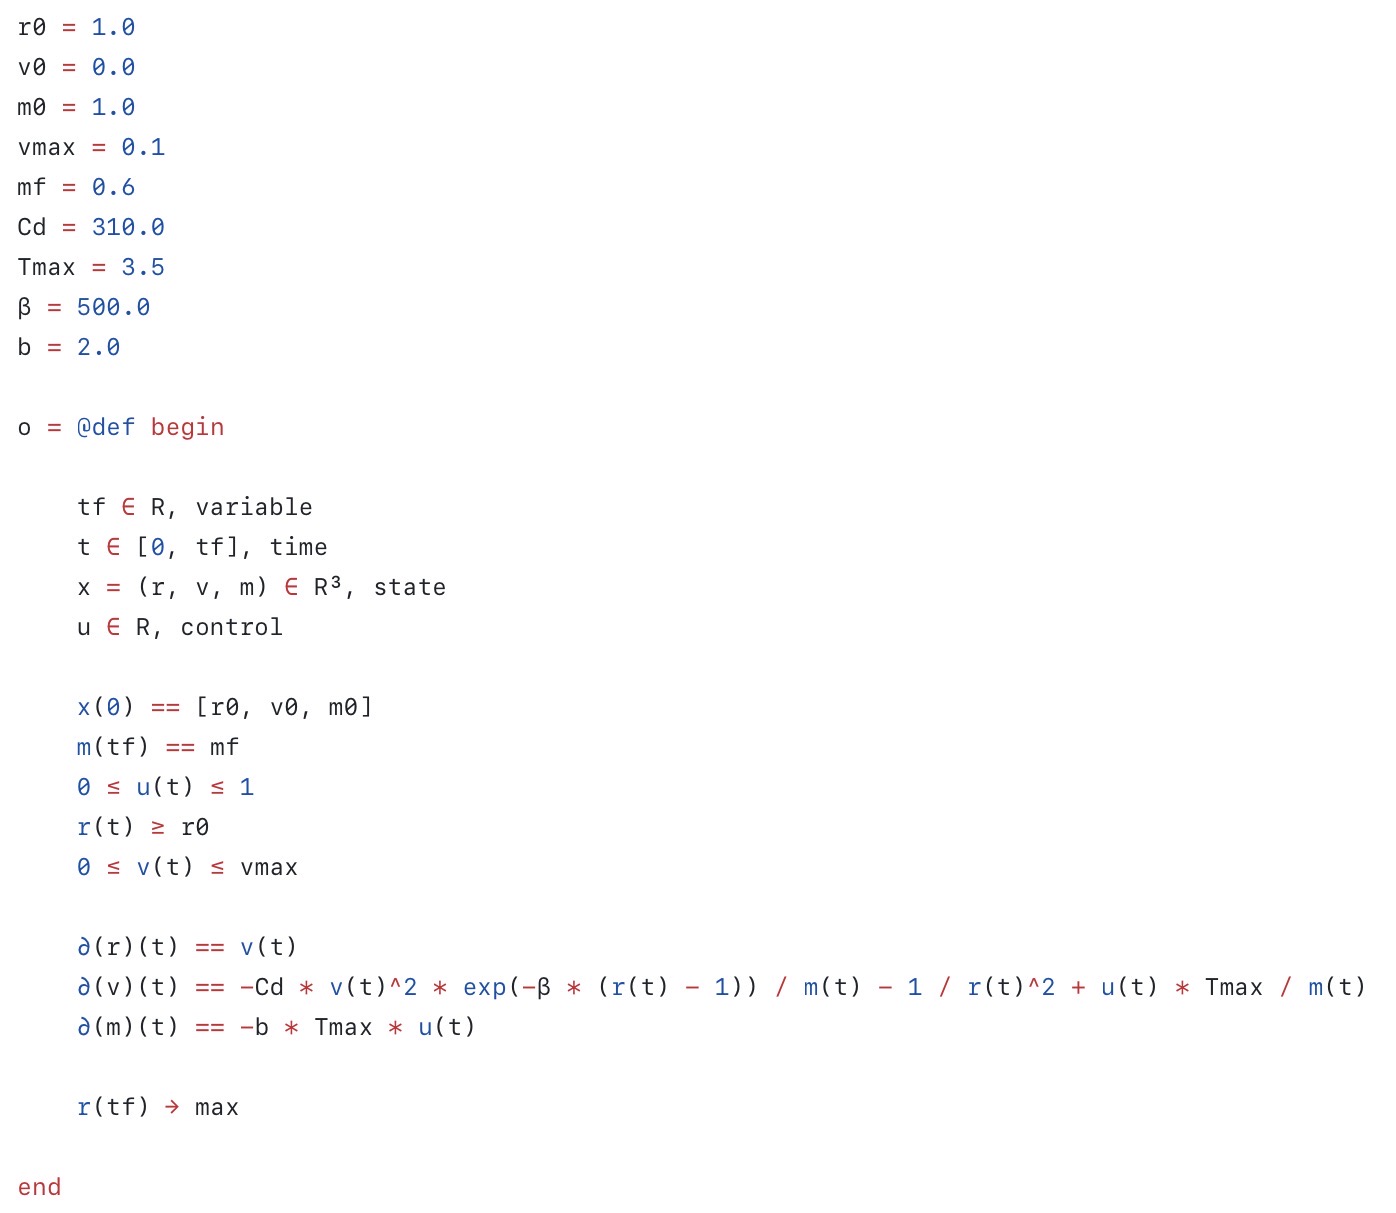 r0 = 1.0
v0 = 0.0
m0 = 1.0
vmax = 0.1
mf = 0.6
Cd = 310.0
Tmax = 3.5
β = 500.0
b = 2.0

o = @def begin

    tf ∈ R, variable
    t ∈ [0, tf], time
    x = (r, v, m) ∈ R³, state
    u ∈ R, control

    x(0) == [r0, v0, m0]
    m(tf) == mf
    0 ≤ u(t) ≤ 1
    r(t) ≥ r0
    0 ≤ v(t) ≤ vmax

    ∂(r)(t) == v(t)
    ∂(v)(t) == -Cd * v(t)^2 * exp(-β * (r(t) - 1)) / m(t) - 1 / r(t)^2 + u(t) * Tmax / m(t)
    ∂(m)(t) == -b * Tmax * u(t)

    r(tf) → max

end